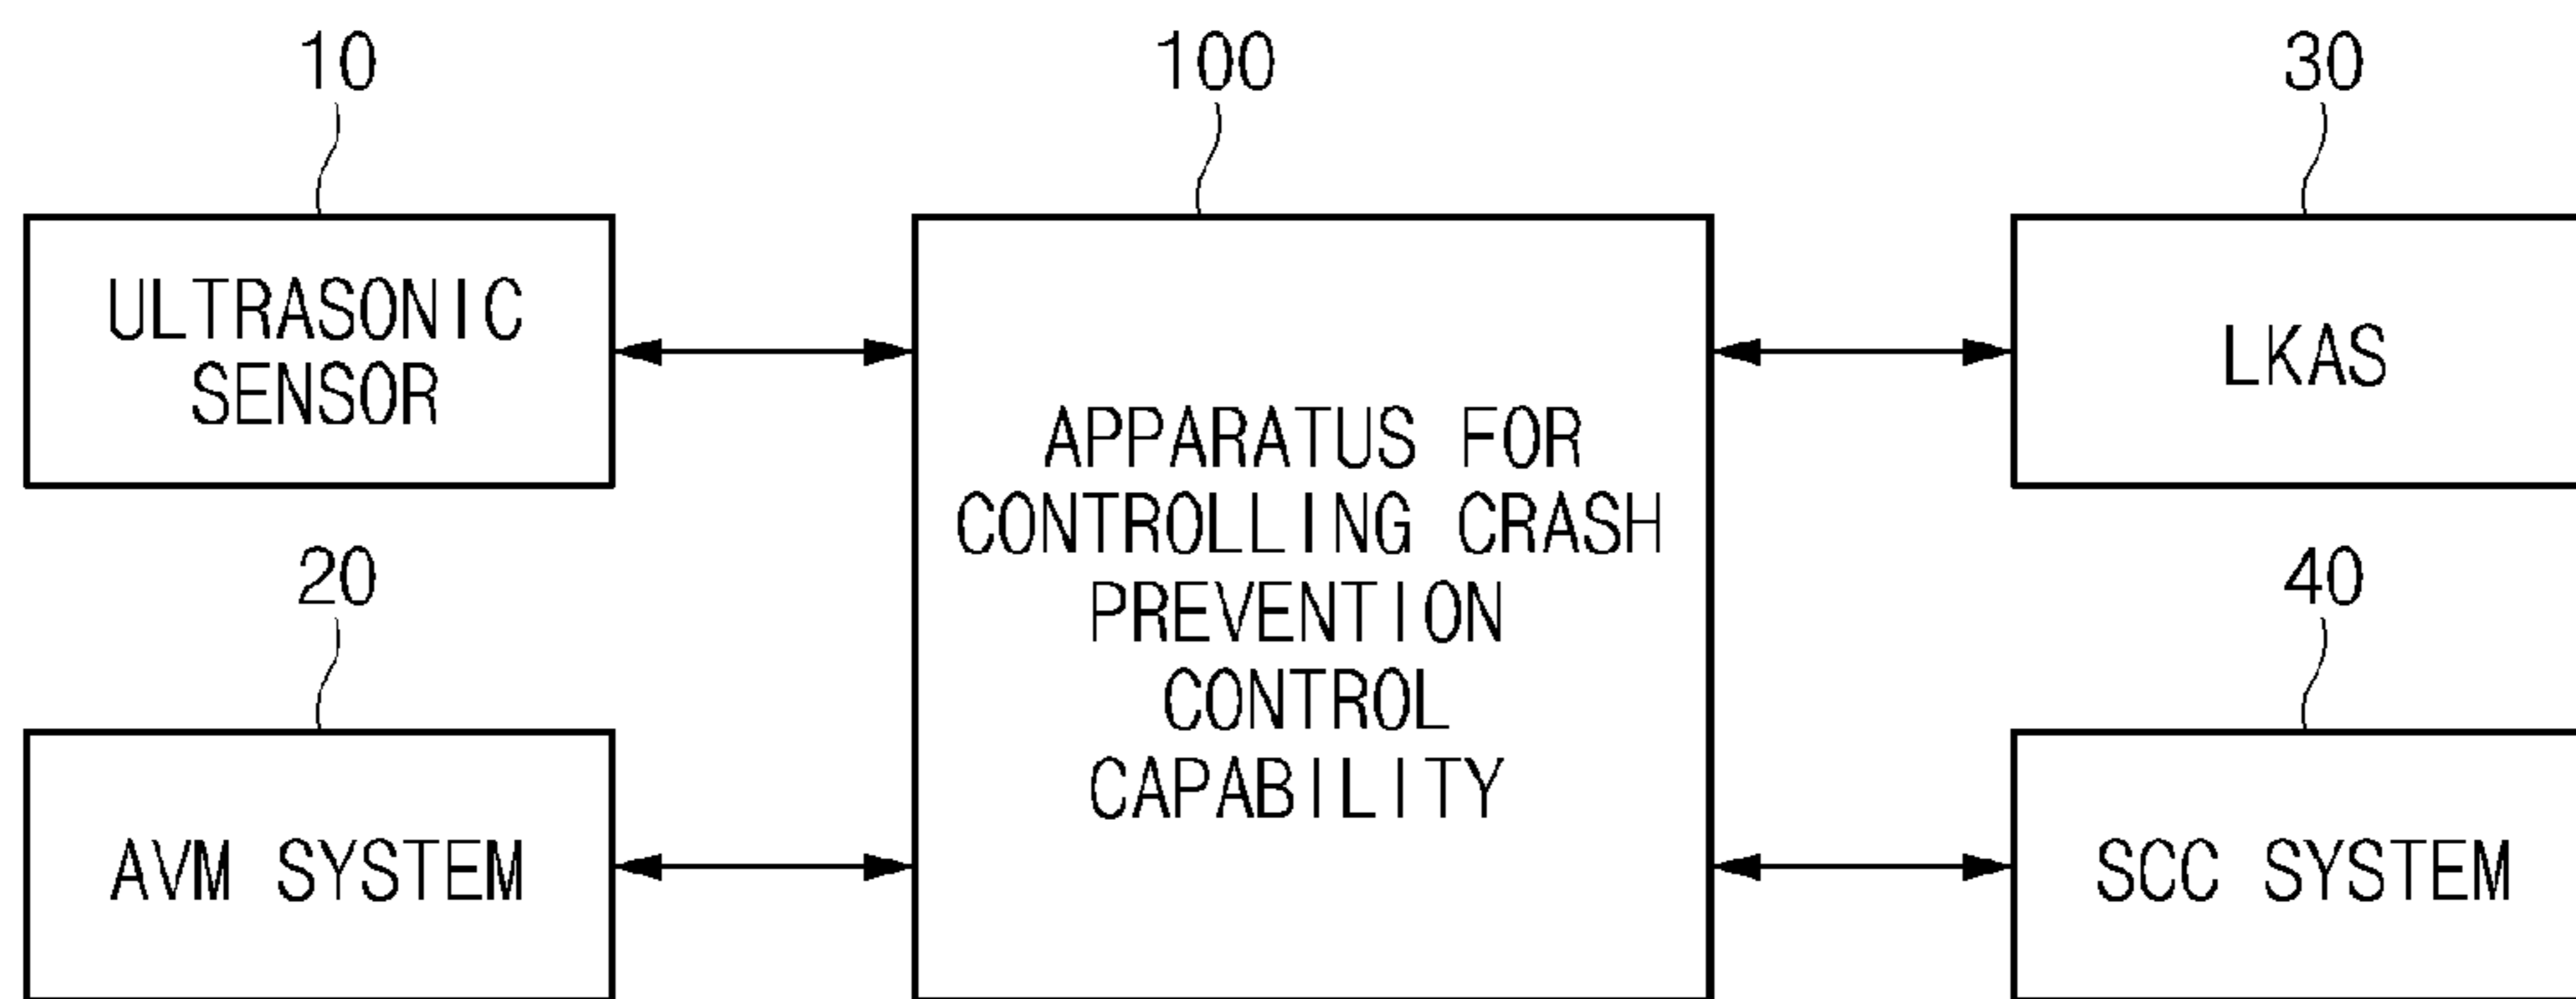 10
100
30
ULTRASONIC
SENSOR
LKAS
APPARATUS FOR
CONTROLLING CRASH
PREVENTION
CONTROL
CAPABILITY
20
40
AVM SYSTEM
SCC SYSTEM